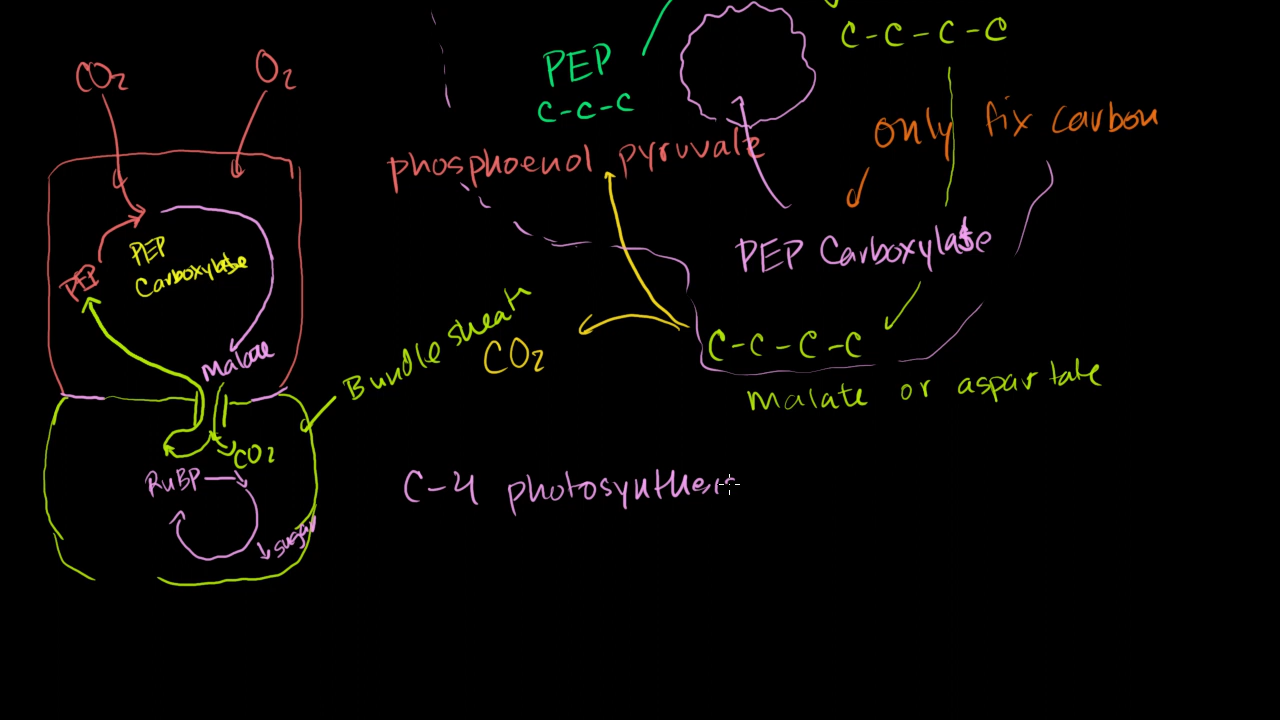 CO2
O2
PEP
PEP
Carboxylase
Malate
CO2
RuBP
sugar
Bundle sheath
PEP
C-C-C
phosphoenol pyruvate
C-C-C-C
only fix carbon
PEP Carboxylase
CO2
C-C-C-C
Malate or aspartate
C-4 photosynthesis